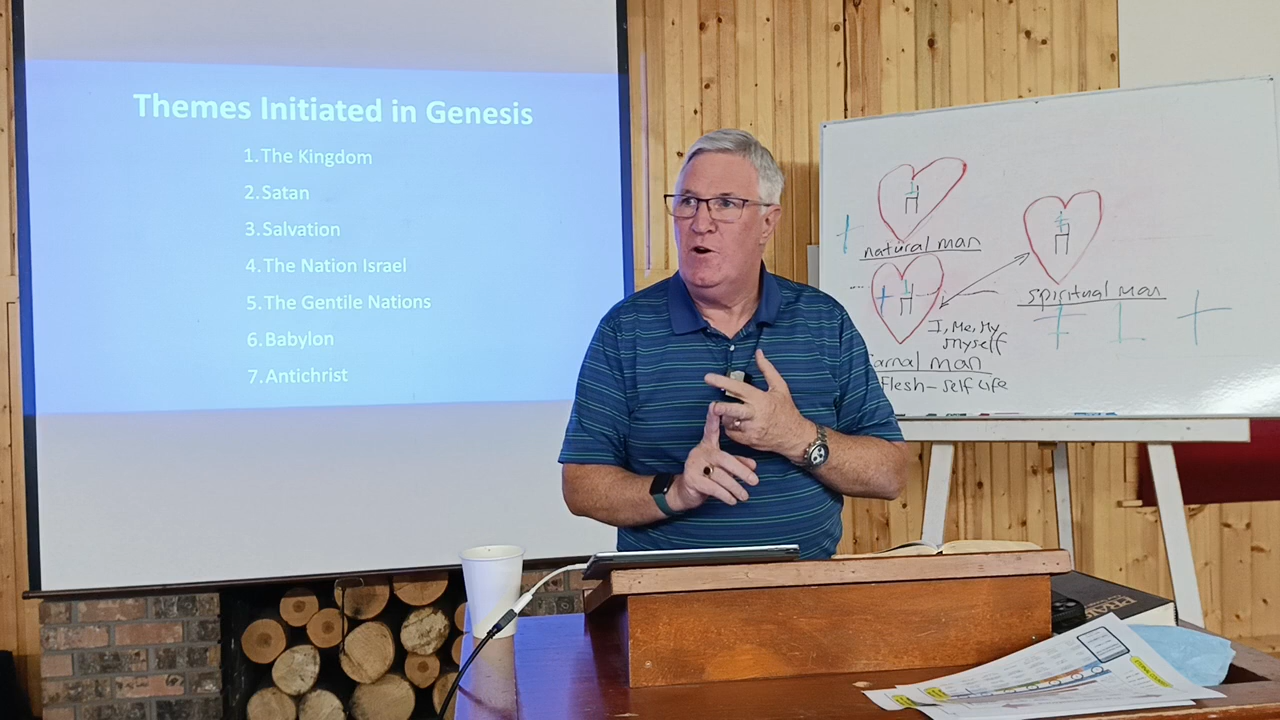 Themes Initiated in Genesis
1.The Kingdom
2.Satan
3.Salvation
4.The Nation Israel
5.The Gentile Nations
6.Babylon
7.Antichrist
natural man
spiritual man
I, Me, My
Myself
arnal man
Flesh-self life